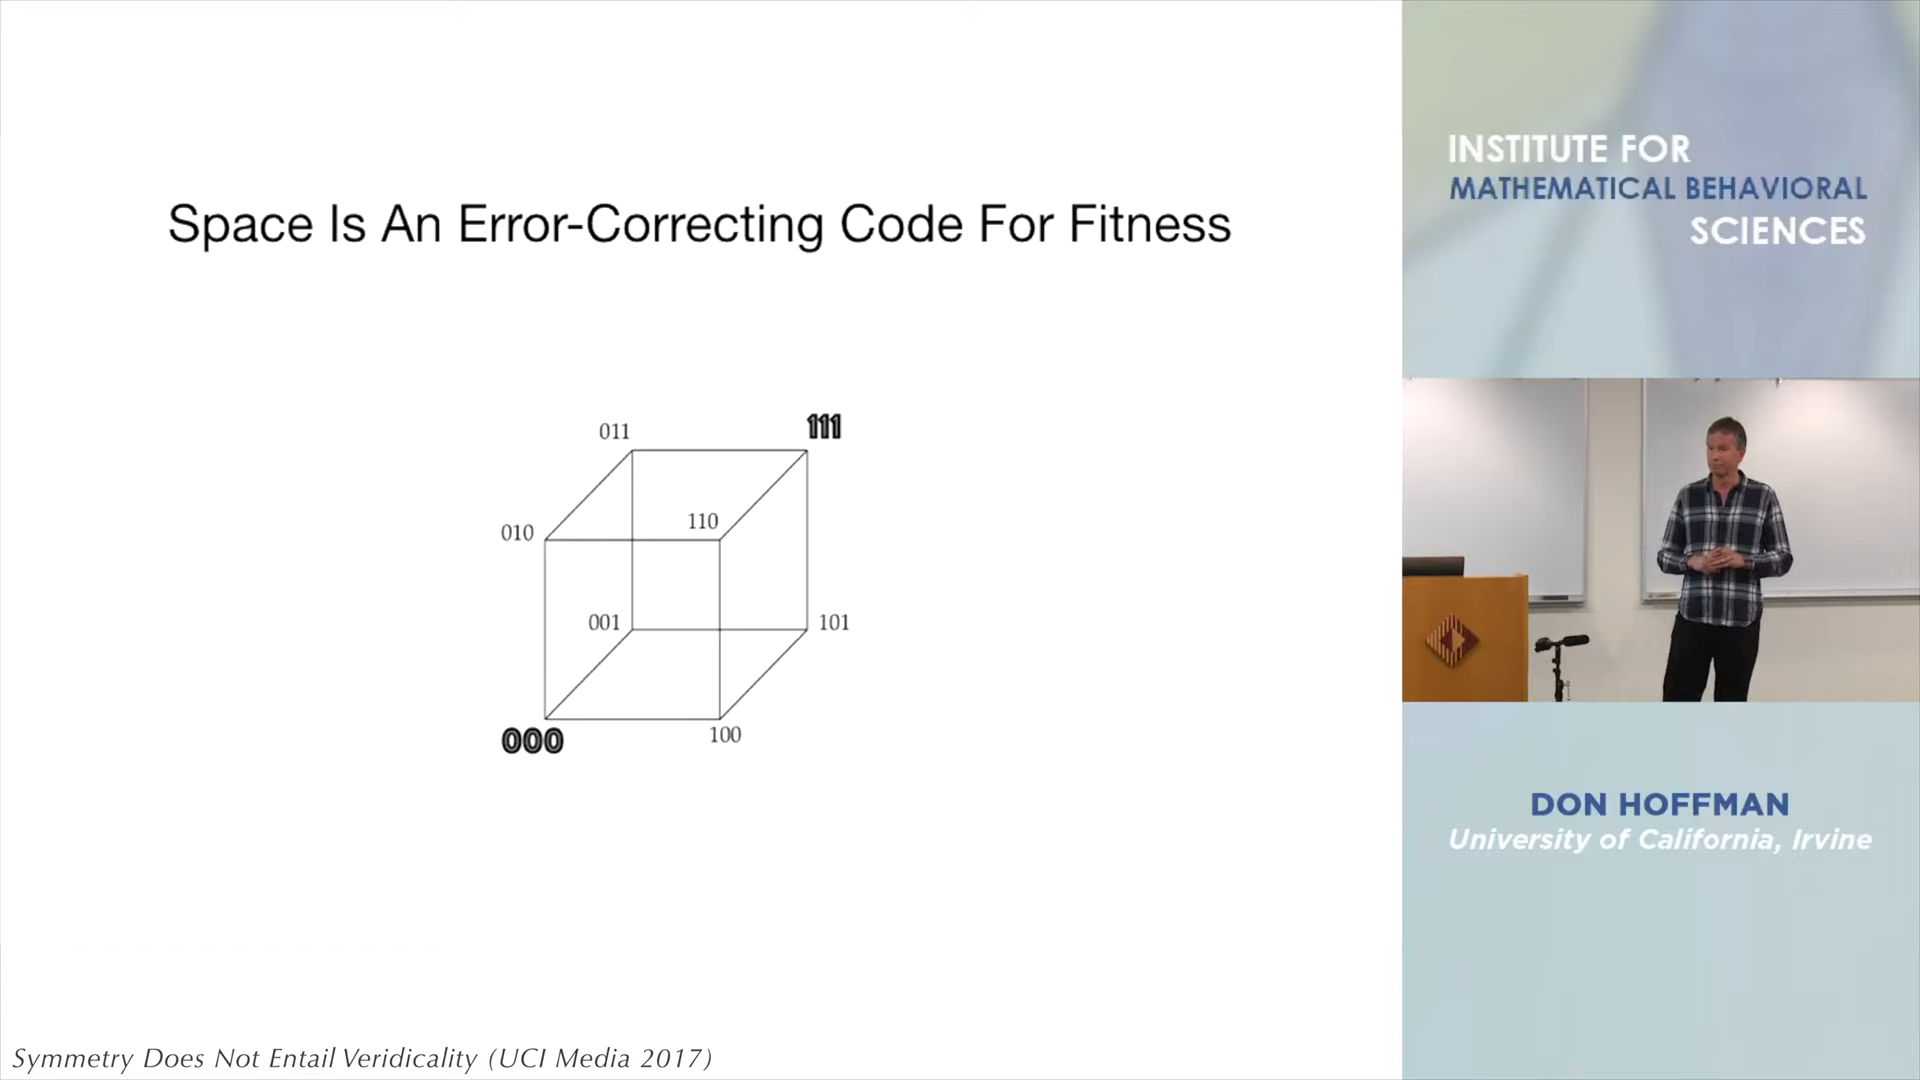 Space Is An Error-Correcting Code For Fitness
011
111
010
110
001
101
000
100
Symmetry Does Not Entail Veridicality (UCI Media 2017)
INSTITUTE FOR
MATHEMATICAL BEHAVIORAL
SCIENCES
DON HOFFMAN
University of California, Irvine